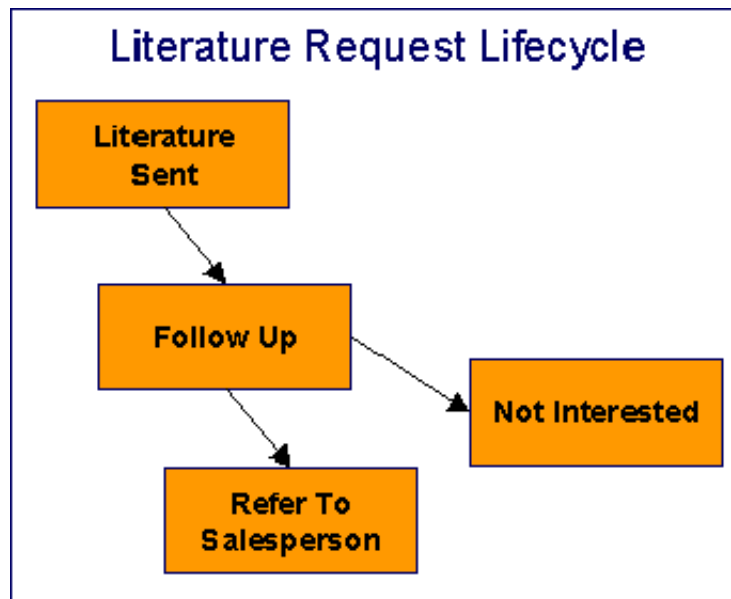 Literature Request Lifecycle
Literature
Sent
Follow Up
Not Interested
Refer To
Salesperson